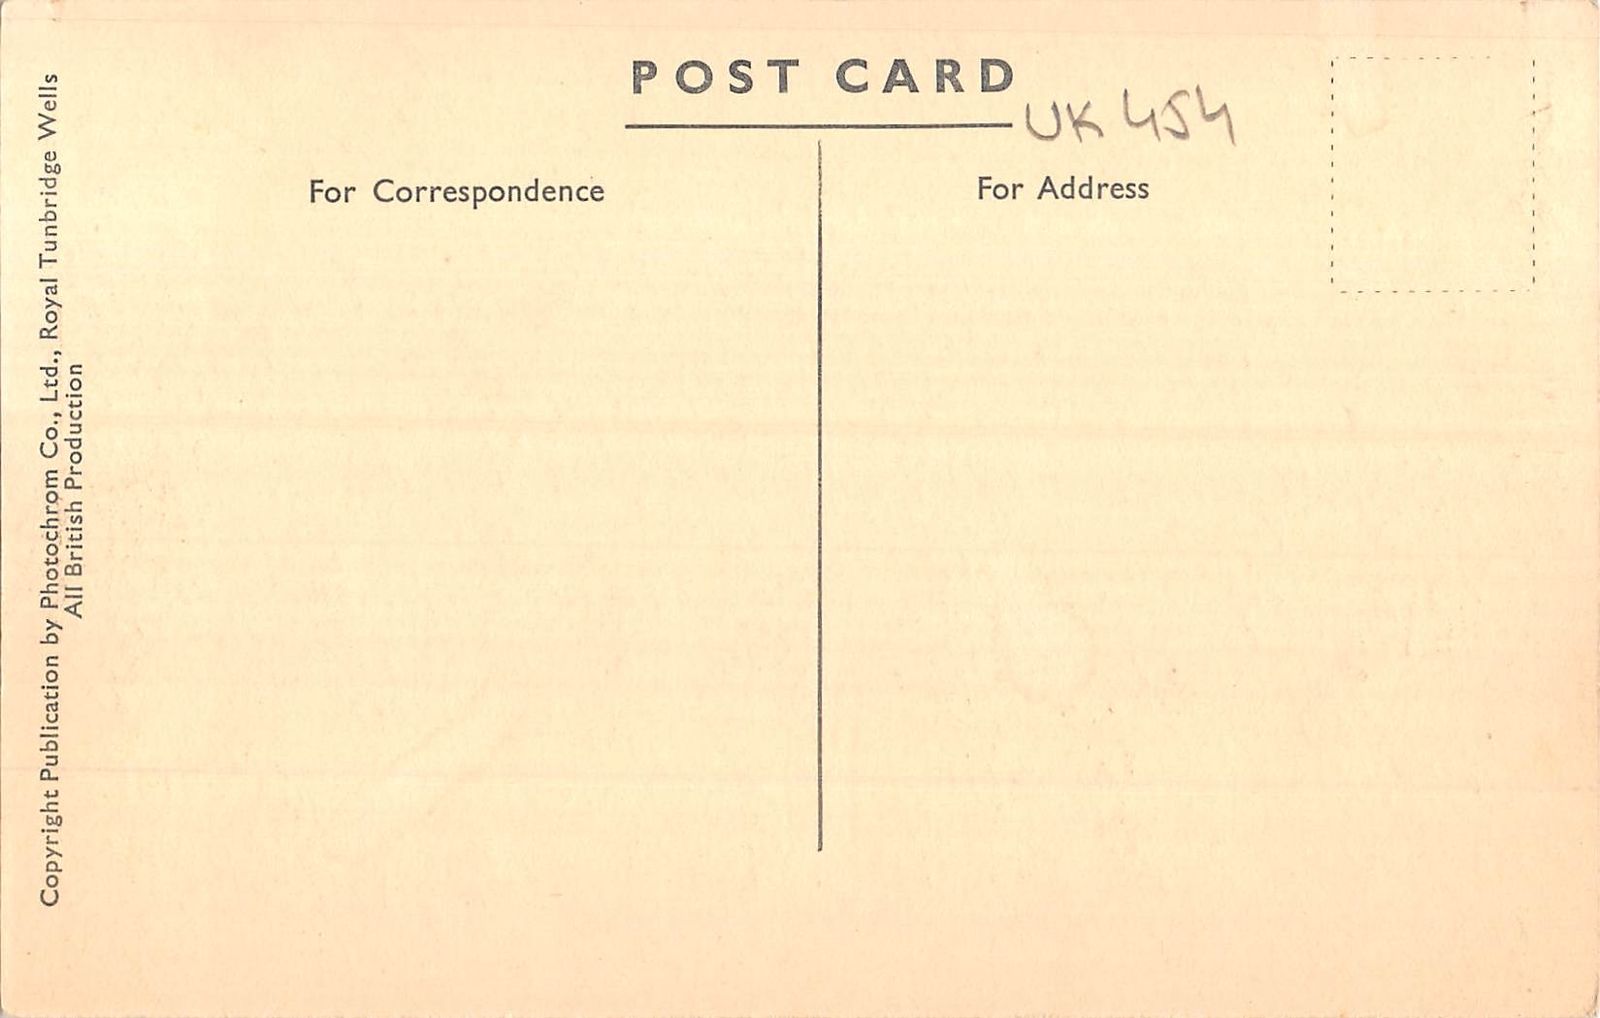 POST CARD
UK 454
For Correspondence
For Address
Copyright Publication by Photochrom Co., Ltd., Royal Tunbridge Wells
All British Production